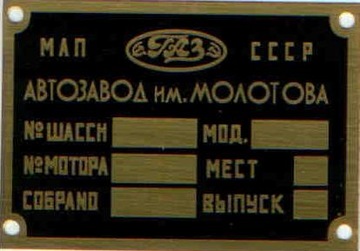 МАП ГАЗ СССР
АВТОЗАВОД ИМ. МОЛОТОВА
№ ШАССИ МОД.
№ МОТОРА МЕСТ
СОБРАНО ВЫПУСК